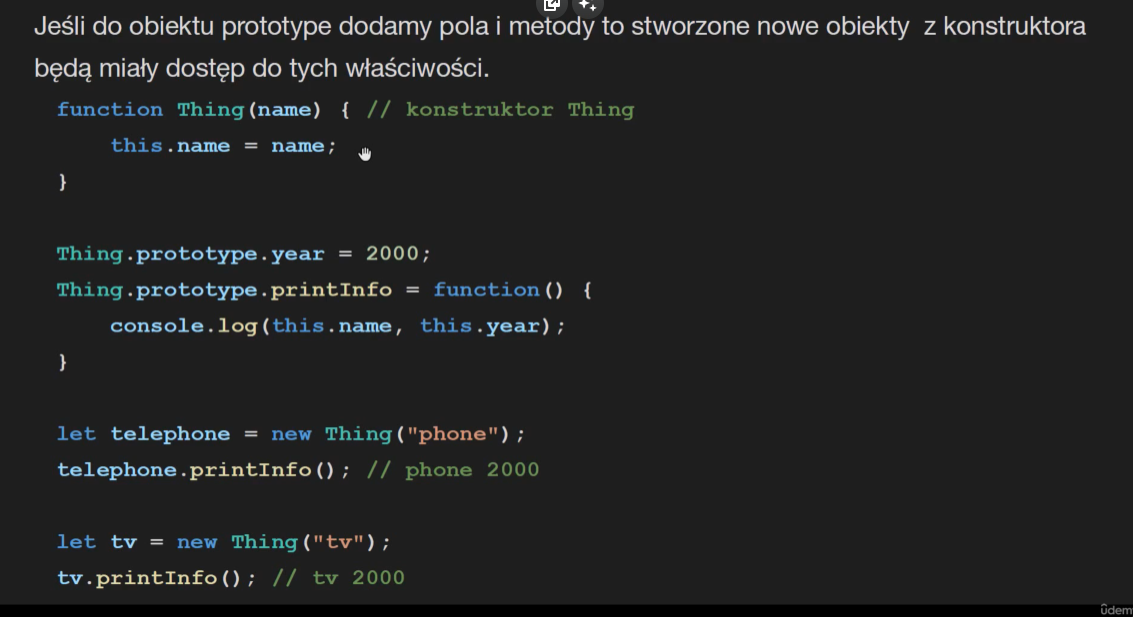 Jeśli do obiektu prototype dodamy pola i metody to stworzone nowe obiekty z konstruktora
będą miały dostęp do tych właściwości.
function Thing(name) { // konstruktor Thing
    this.name = name;
}
Thing.prototype.year = 2000;
Thing.prototype.printInfo = function() {
    console.log(this.name, this.year);
}
let telephone = new Thing("phone");
telephone.printInfo(); // phone 2000
let tv = new Thing("tv");
tv.printInfo(); // tv 2000